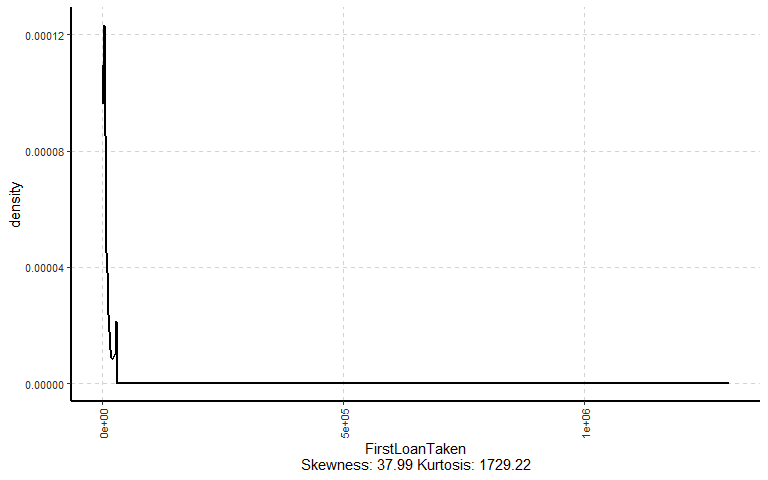 0.00012
0.00008
0.00004
0.00000
density
0e+00
5e+05
1e+06
FirstLoanTaken
Skewness: 37.99 Kurtosis: 1729.22